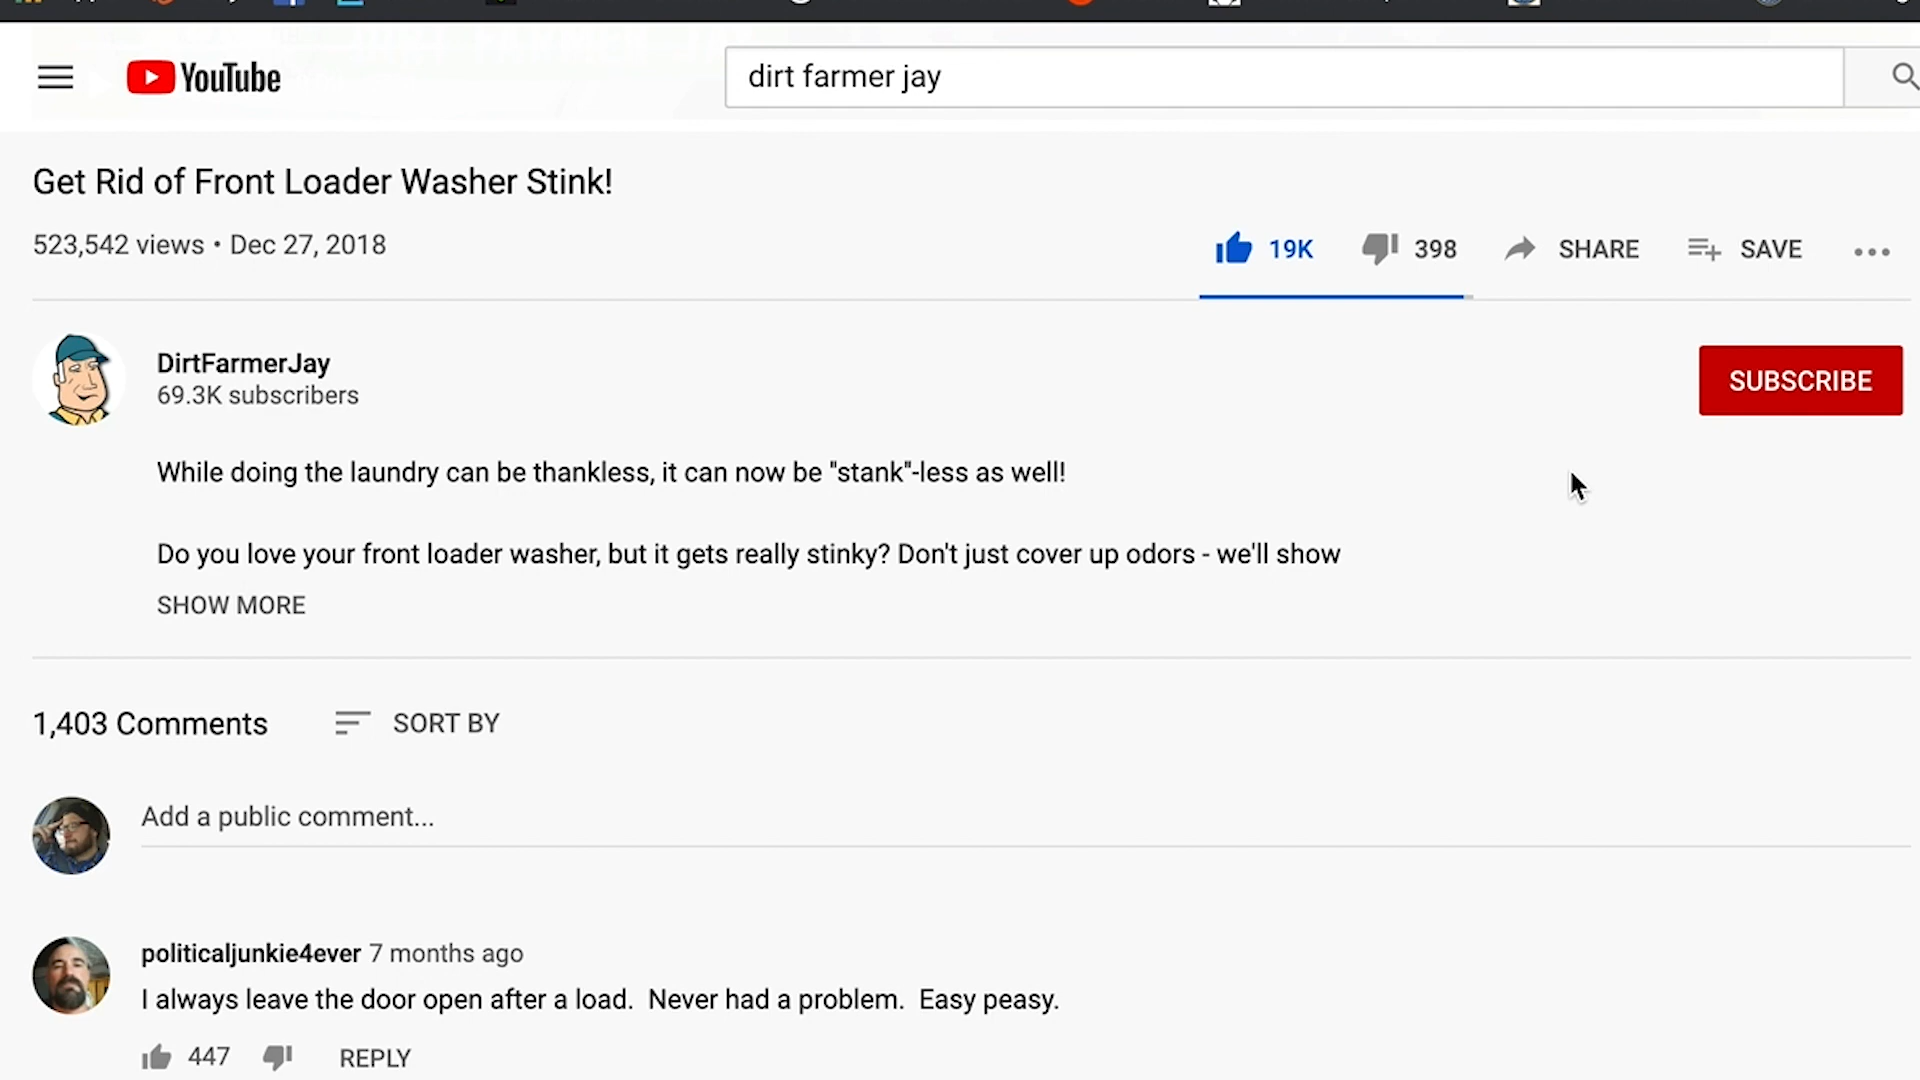 YouTube
dirt farmer jay
Get Rid of Front Loader Washer Stink!
523,542 views • Dec 27, 2018
19K
398
SHARE
SAVE
DirtFarmerJay
69.3K subscribers
SUBSCRIBE
While doing the laundry can be thankless, it can now be "stank"-less as well!
Do you love your front loader washer, but it gets really stinky? Don't just cover up odors - we'll show
SHOW MORE
1,403 Comments
SORT BY
Add a public comment...
politicaljunkie4ever 7 months ago
I always leave the door open after a load.  Never had a problem.  Easy peasy.
447
REPLY